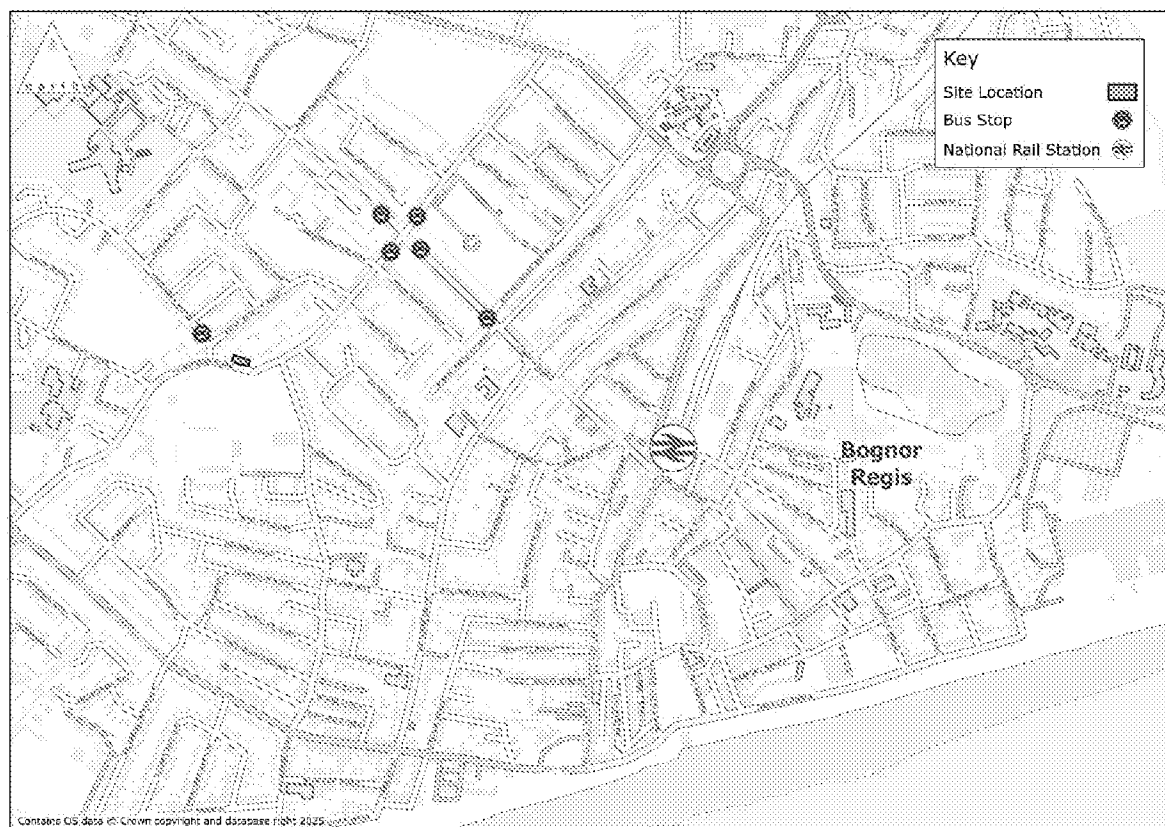 Key
Site Location
Bus Stop
National Rail Station
Bognor
Regis
Contains OS data © Crown copyright and database right 2025